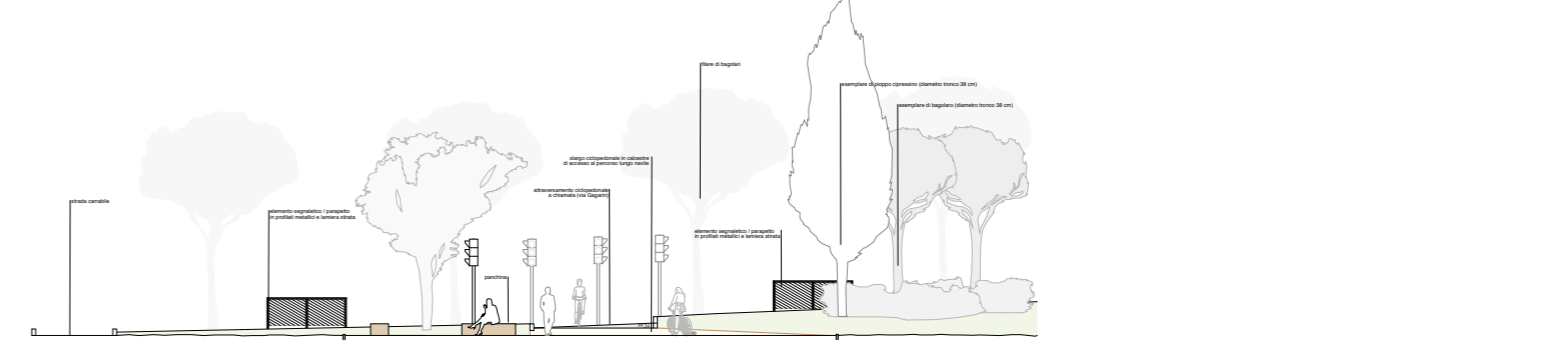 filare di bagolari
esemplare di pioppo cipressino (diametro tronco 38 cm)
esemplare di bagolaro (diametro tronco 38 cm)
slargo ciclopedonale in calcestre
di accesso al percorso lungo navile
attraversamento ciclopedonale
a chiamata (via Gagarin)
strada carrabile
elemento segnaletico / parapetto
in profilati metallici e lamiera stirata
elemento segnaletico / parapetto
in profilati metallici e lamiera stirata
panchina